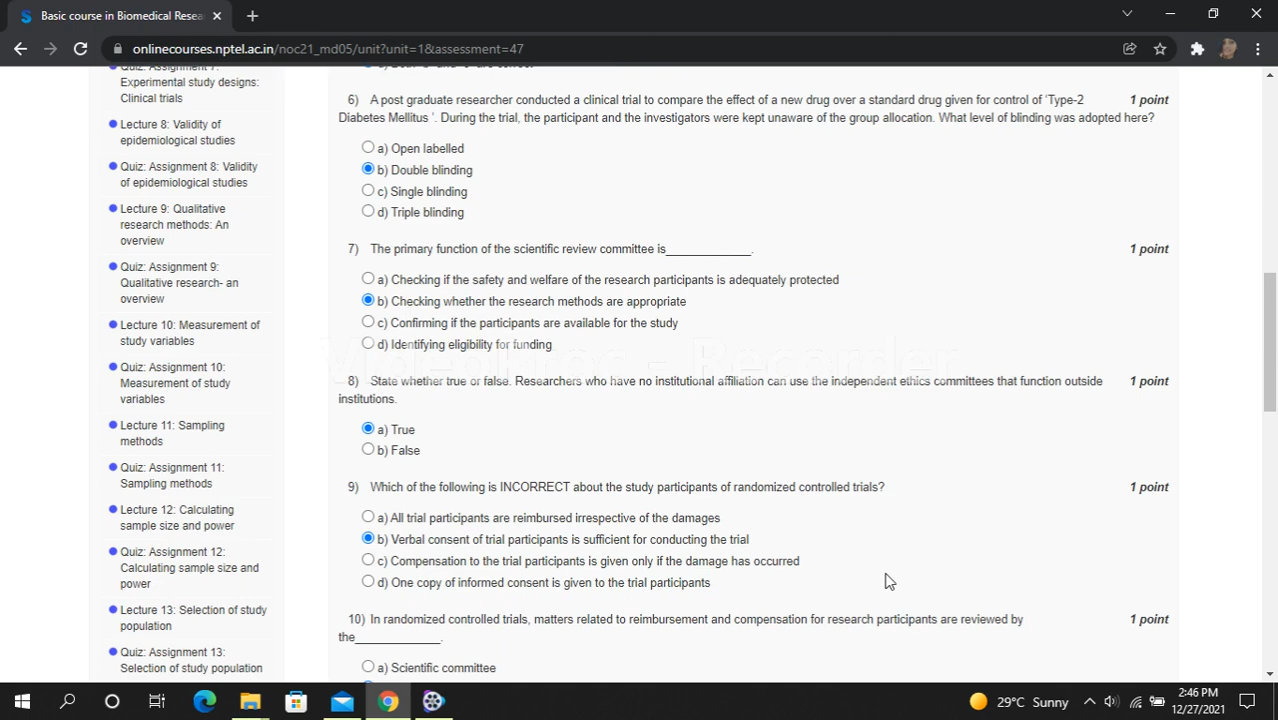 Basic course in Biomedical Resea
onlinecourses.nptel.ac.in/noc21_md05/unit?unit=1&assessment=47
Quiz: Assignment 7:
Experimental study designs:
Clinical trials
Lecture 8: Validity of
epidemiological studies
Quiz: Assignment 8: Validity
of epidemiological studies
Lecture 9: Qualitative
research methods: An
overview
Quiz: Assignment 9:
Qualitative research- an
overview
Lecture 10: Measurement of
study variables
Quiz: Assignment 10:
Measurement of study
variables
Lecture 11: Sampling
methods
Quiz: Assignment 11:
Sampling methods
Lecture 12: Calculating
sample size and power
Quiz: Assignment 12:
Calculating sample size and
power
Lecture 13: Selection of study
population
Quiz: Assignment 13:
Selection of study population
6) A post graduate researcher conducted a clinical trial to compare the effect of a new drug over a standard drug given for control of 'Type-2 1 point
Diabetes Mellitus '. During the trial, the participant and the investigators were kept unaware of the group allocation. What level of blinding was adopted here?
a) Open labelled
b) Double blinding
c) Single blinding
d) Triple blinding
7) The primary function of the scientific review committee is_____________. 1 point
a) Checking if the safety and welfare of the research participants is adequately protected
b) Checking whether the research methods are appropriate
c) Confirming if the participants are available for the study
d) Identifying eligibility for funding
VideoProc - Recorder
8) State whether true or false. Researchers who have no institutional affiliation can use the independent ethics committees that function outside 1 point
institutions.
a) True
b) False
9) Which of the following is INCORRECT about the study participants of randomized controlled trials? 1 point
a) All trial participants are reimbursed irrespective of the damages
b) Verbal consent of trial participants is sufficient for conducting the trial
c) Compensation to the trial participants is given only if the damage has occurred
d) One copy of informed consent is given to the trial participants
10) In randomized controlled trials, matters related to reimbursement and compensation for research participants are reviewed by 1 point
the_____________.
a) Scientific committee
29°C Sunny
2:46 PM
12/27/2021